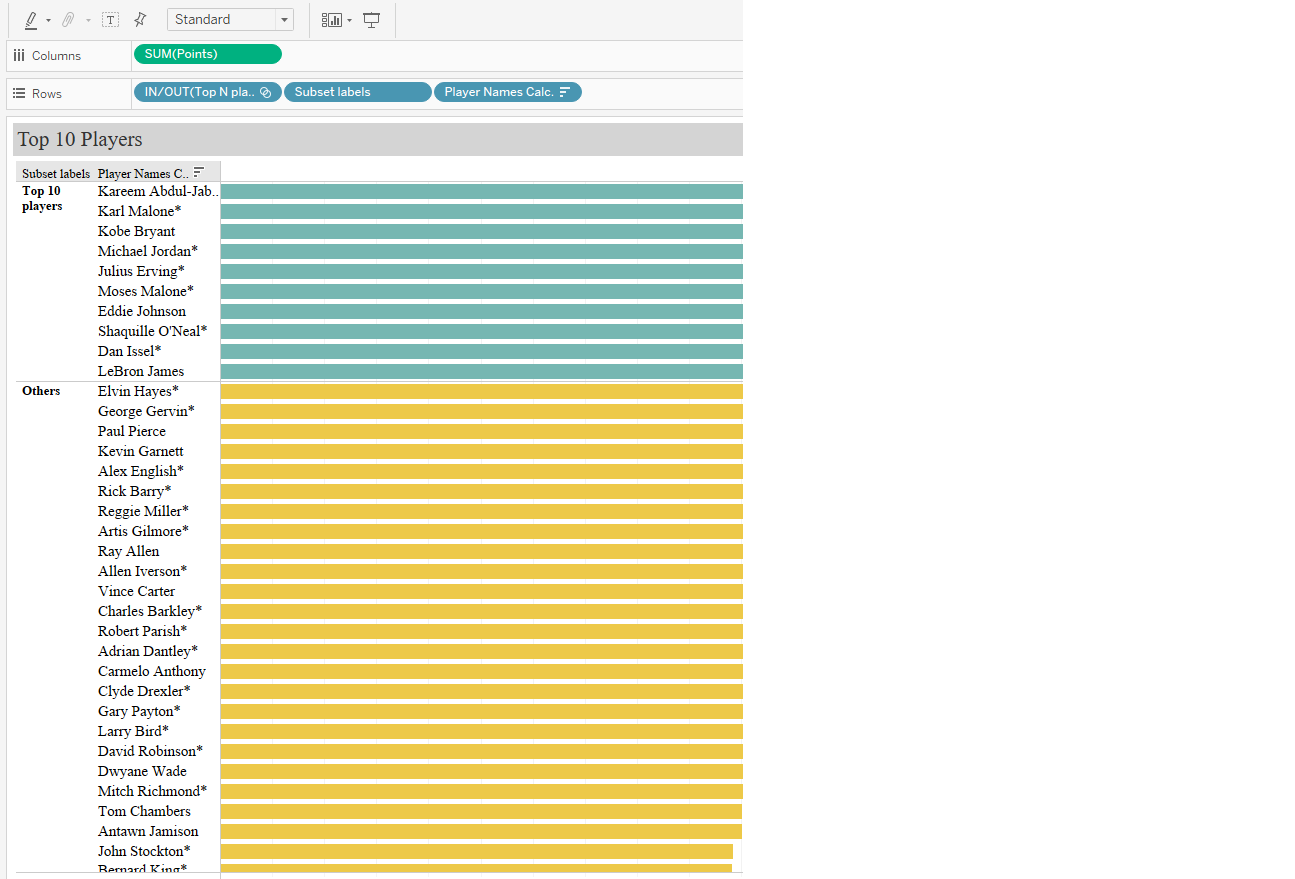 Standard
Columns
SUM(Points)
Rows
IN/OUT(Top N pla.. Subset labels Player Names Calc.
Top 10 Players
Subset labels Player Names C..
Top 10 players
Kareem Abdul-Jab..
Karl Malone*
Kobe Bryant
Michael Jordan*
Julius Erving*
Moses Malone*
Eddie Johnson
Shaquille O'Neal*
Dan Issel*
LeBron James
Others
Elvin Hayes*
George Gervin*
Paul Pierce
Kevin Garnett
Alex English*
Rick Barry*
Reggie Miller*
Artis Gilmore*
Ray Allen
Allen Iverson*
Vince Carter
Charles Barkley*
Robert Parish*
Adrian Dantley*
Carmelo Anthony
Clyde Drexler*
Gary Payton*
Larry Bird*
David Robinson*
Dwyane Wade
Mitch Richmond*
Tom Chambers
Antawn Jamison
John Stockton*
Bernard King*